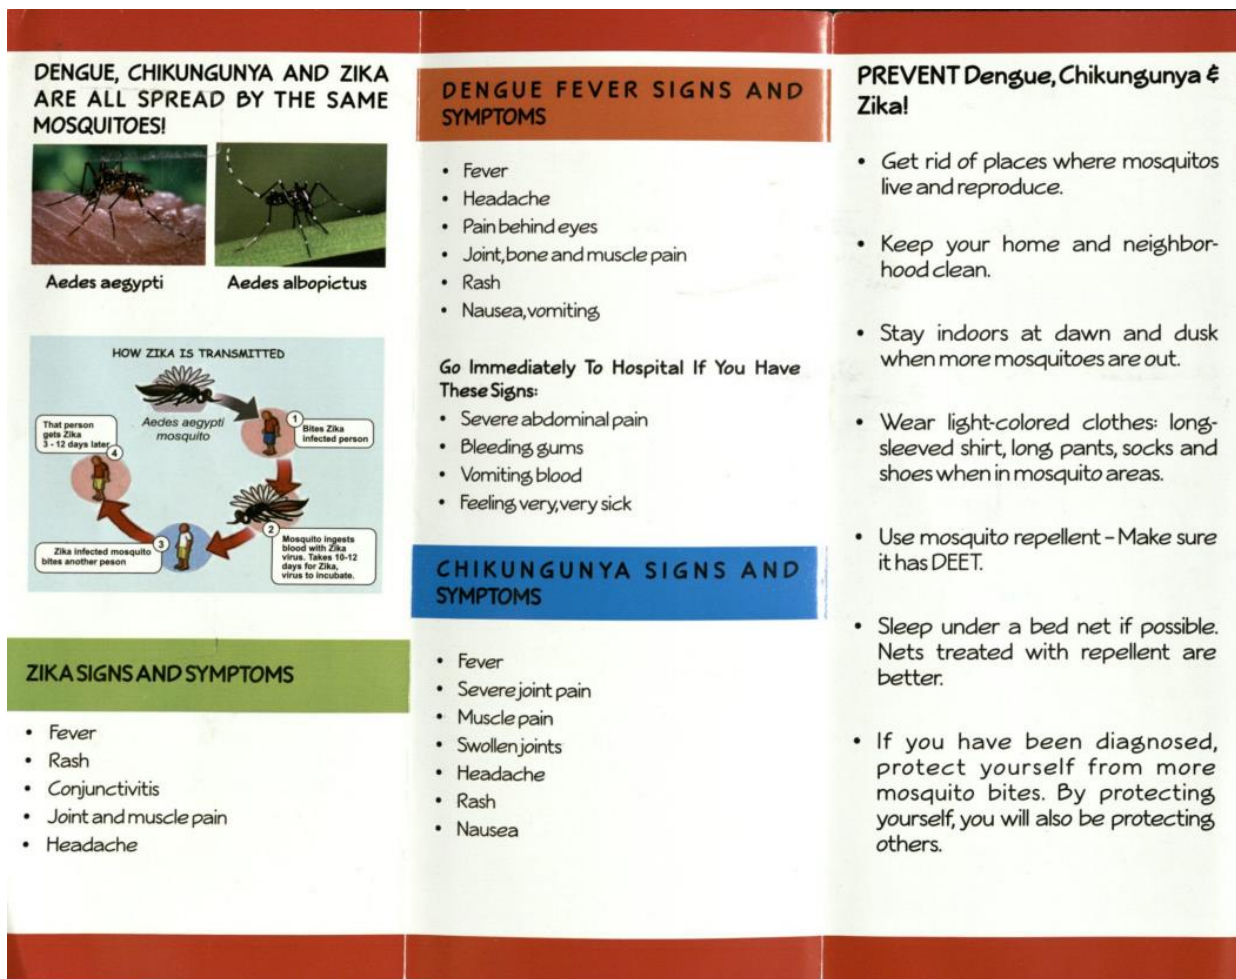 DENGUE, CHIKUNGUNYA AND ZIKA
ARE ALL SPREAD BY THE SAME
MOSQUITOES!
Aedes aegypti
Aedes albopictus
HOW ZIKA IS TRANSMITTED
Aedes aegypti
mosquito
1
Bites Zika
infected person
2
Mosquito ingests
blood with Zika
virus. Takes 10-12
days for Zika,
virus to incubate.
3
Zika infected mosquito
bites another peson
That person
gets Zika
3 - 12 days later
4
ZIKA SIGNS AND SYMPTOMS
• Fever
• Rash
• Conjunctivitis
• Joint and muscle pain
• Headache
DENGUE FEVER SIGNS AND
SYMPTOMS
• Fever
• Headache
• Pain behind eyes
• Joint, bone and muscle pain
• Rash
• Nausea, vomiting
Go Immediately To Hospital If You Have
These Signs:
• Severe abdominal pain
• Bleeding gums
• Vomiting blood
• Feeling very, very sick
CHIKUNGUNYA SIGNS AND
SYMPTOMS
• Fever
• Severe joint pain
• Muscle pain
• Swollen joints
• Headache
• Rash
• Nausea
PREVENT Dengue, Chikungunya &
Zika!
• Get rid of places where mosquitos
live and reproduce.
• Keep your home and neighbor-
hood clean.
• Stay indoors at dawn and dusk
when more mosquitoes are out.
• Wear light-colored clothes: long-
sleeved shirt, long pants, socks and
shoes when in mosquito areas.
• Use mosquito repellent – Make sure
it has DEET.
• Sleep under a bed net if possible.
Nets treated with repellent are
better.
• If you have been diagnosed,
protect yourself from more
mosquito bites. By protecting
yourself, you will also be protecting
others.